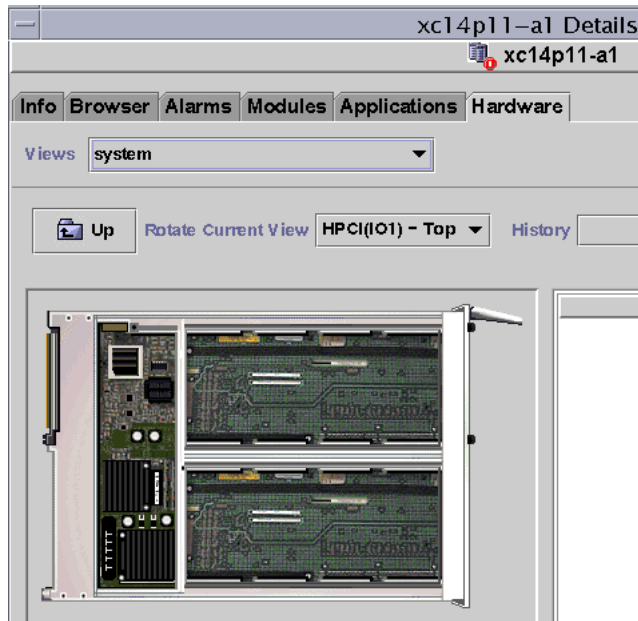 xc14p11-a1 Details
xc14p11-a1
Info Browser Alarms Modules Applications Hardware
Views system
Up Rotate Current View HPCI(IO1) - Top History